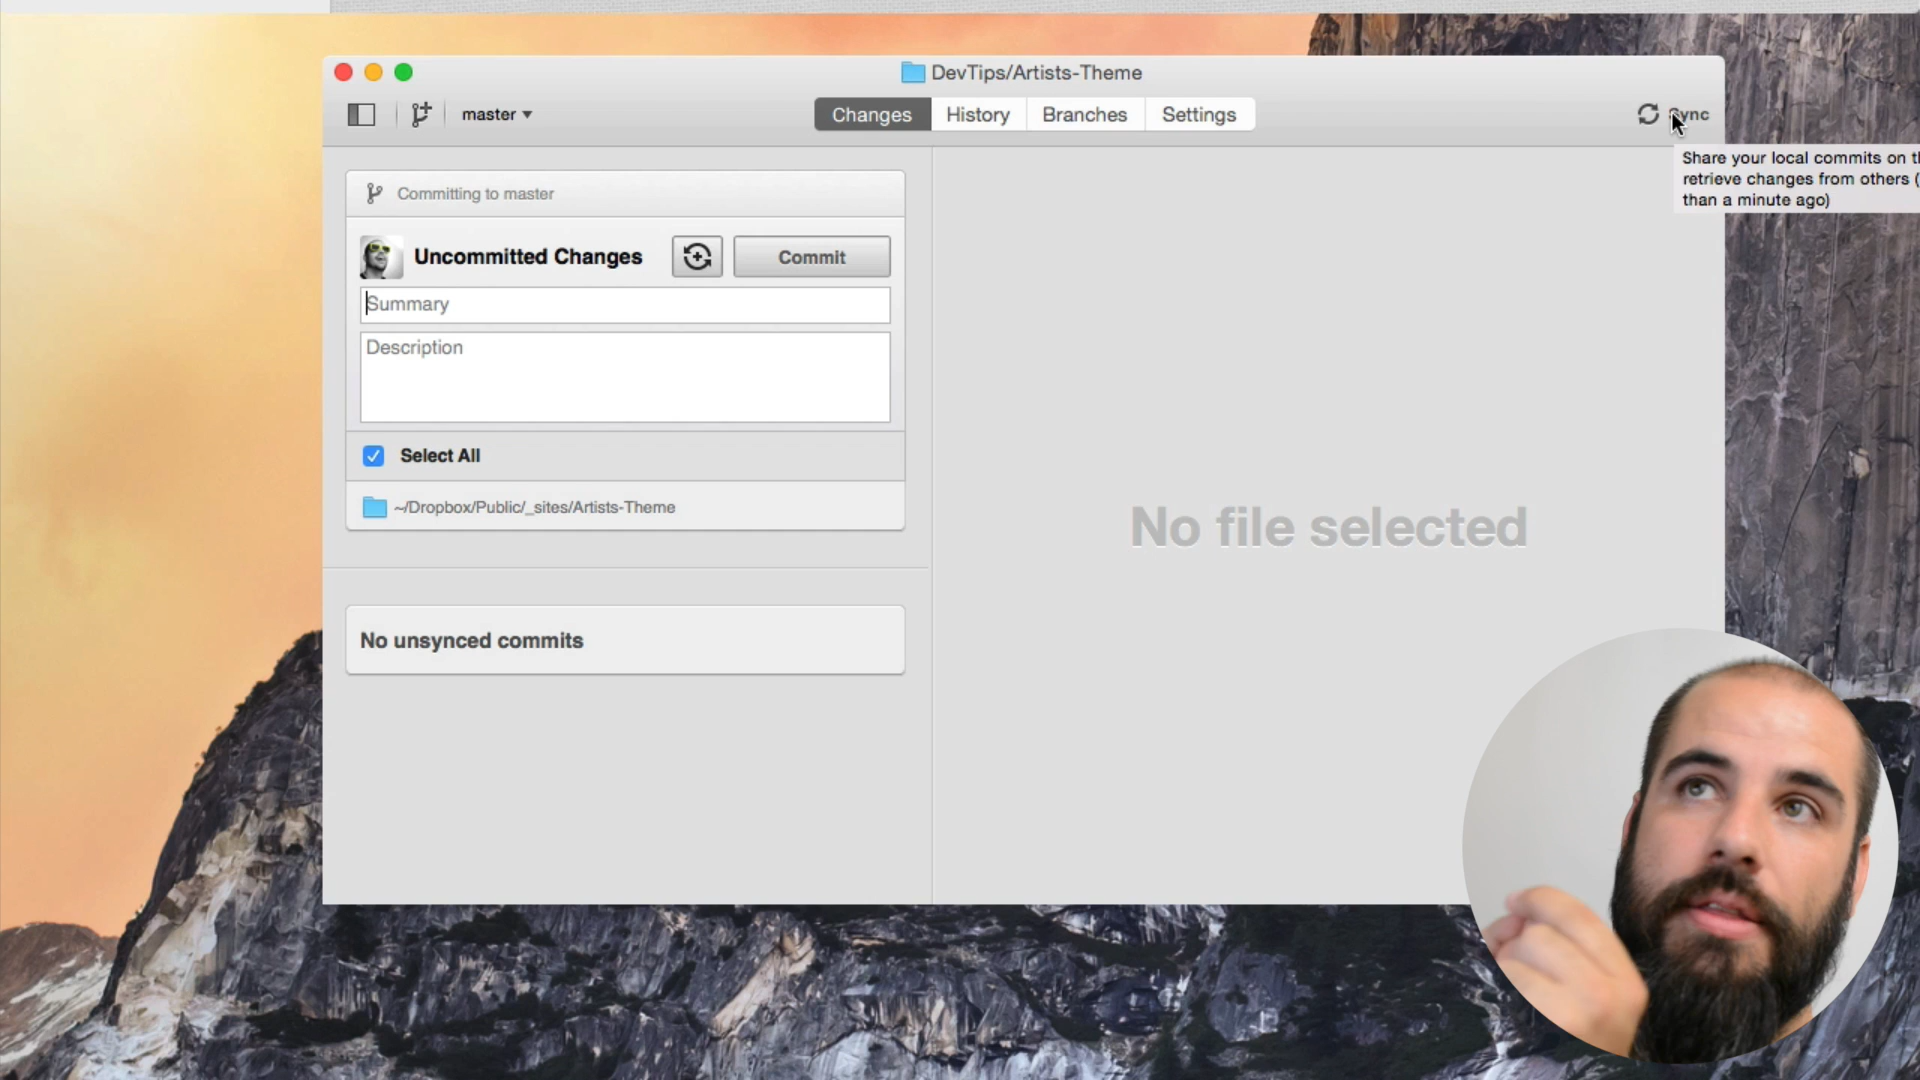 DevTips/Artists-Theme
master
Changes
History
Branches
Settings
Sync
Share your local commits on
retrieve changes from others (
than a minute ago)
Committing to master
Uncommitted Changes
Commit
Summary
Description
Select All
~/Dropbox/Public/_sites/Artists-Theme
No file selected
No unsynced commits